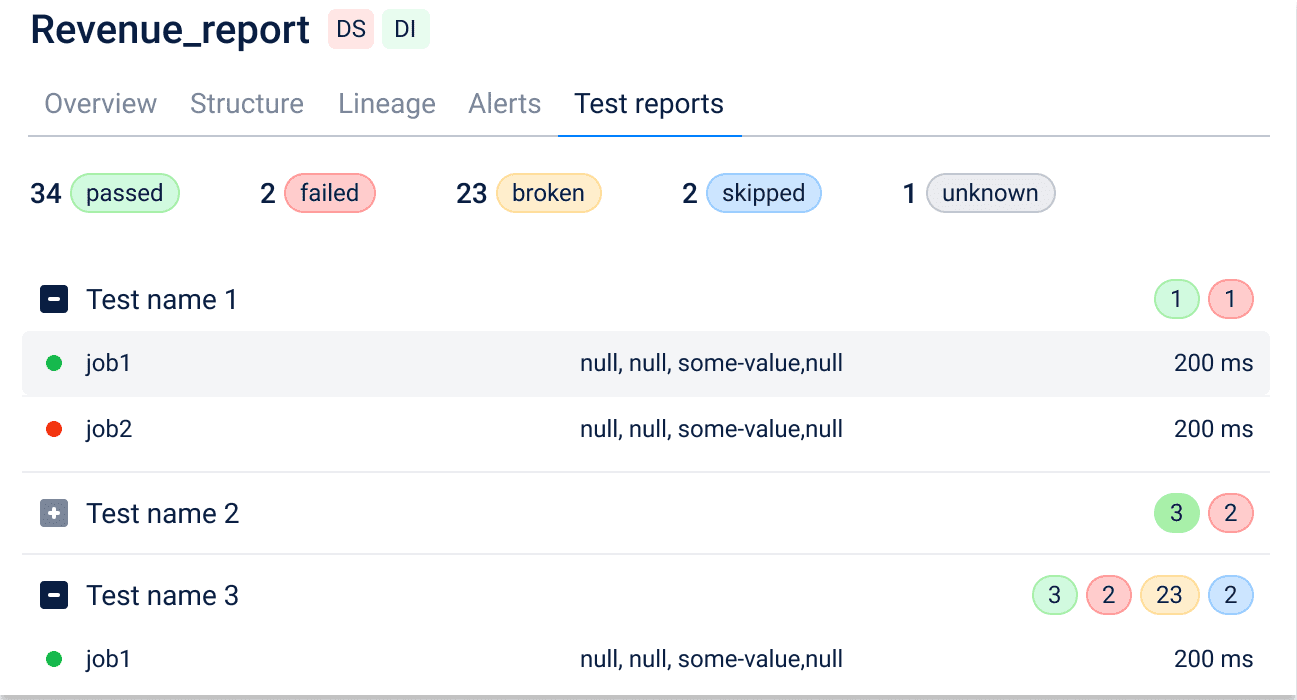 Revenue_report DS DI
Overview Structure Lineage Alerts Test reports
34 passed 2 failed 23 broken 2 skipped 1 unknown
Test name 1 1 1
job1 null, null, some-value,null 200 ms
job2 null, null, some-value,null 200 ms
Test name 2 3 2
Test name 3 3 2 23 2
job1 null, null, some-value,null 200 ms